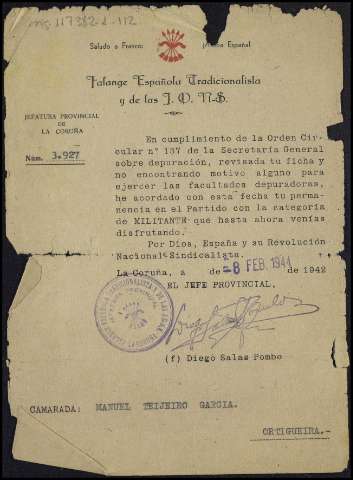 Saludo a Franco: ¡Arriba España!
Falange Española Tradicionalista
y de las J. O. N-S.
JEFATURA PROVINCIAL
DE
LA CORUÑA
Núm. 3.927
En cumplimiento de la Orden Cir-
cular nº 137 de la Secretaría General
sobre depuración, revisada tu ficha y
no encontrando motivo alguno para
ejercer las facultades depuradoras,
he acordado con esta fecha tu perma-
nencia en el Partido con la categoría
de MILITANTE que hasta ahora venías
disfrutando.
Por Dios, España y su Revolución
Nacional-Sindicalista.
La Coruña, a de -8 FEB. 1944 de 1942
EL JEFE PROVINCIAL,
(f) Diego Salas Pombo
CAMARADA: MANUEL TEIJEIRO GARCIA.
ORTIGUEIRA.-